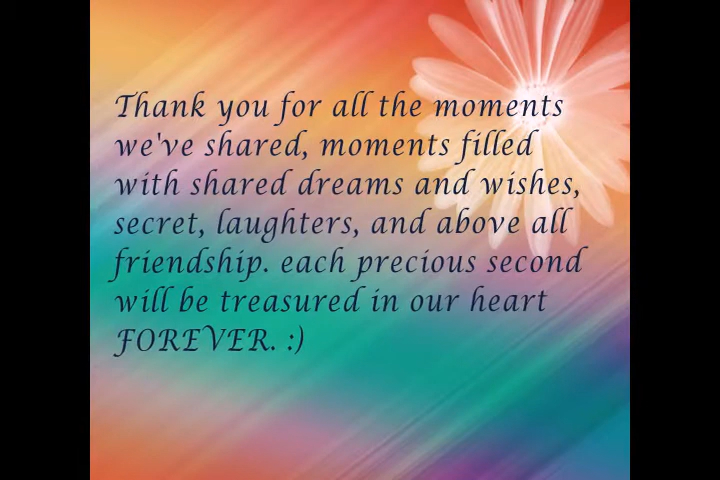 Thank you for all the moments
we've shared, moments filled
with shared dreams and wishes,
secret, laughters, and above all
friendship. each precious second
will be treasured in our heart
FOREVER. :)